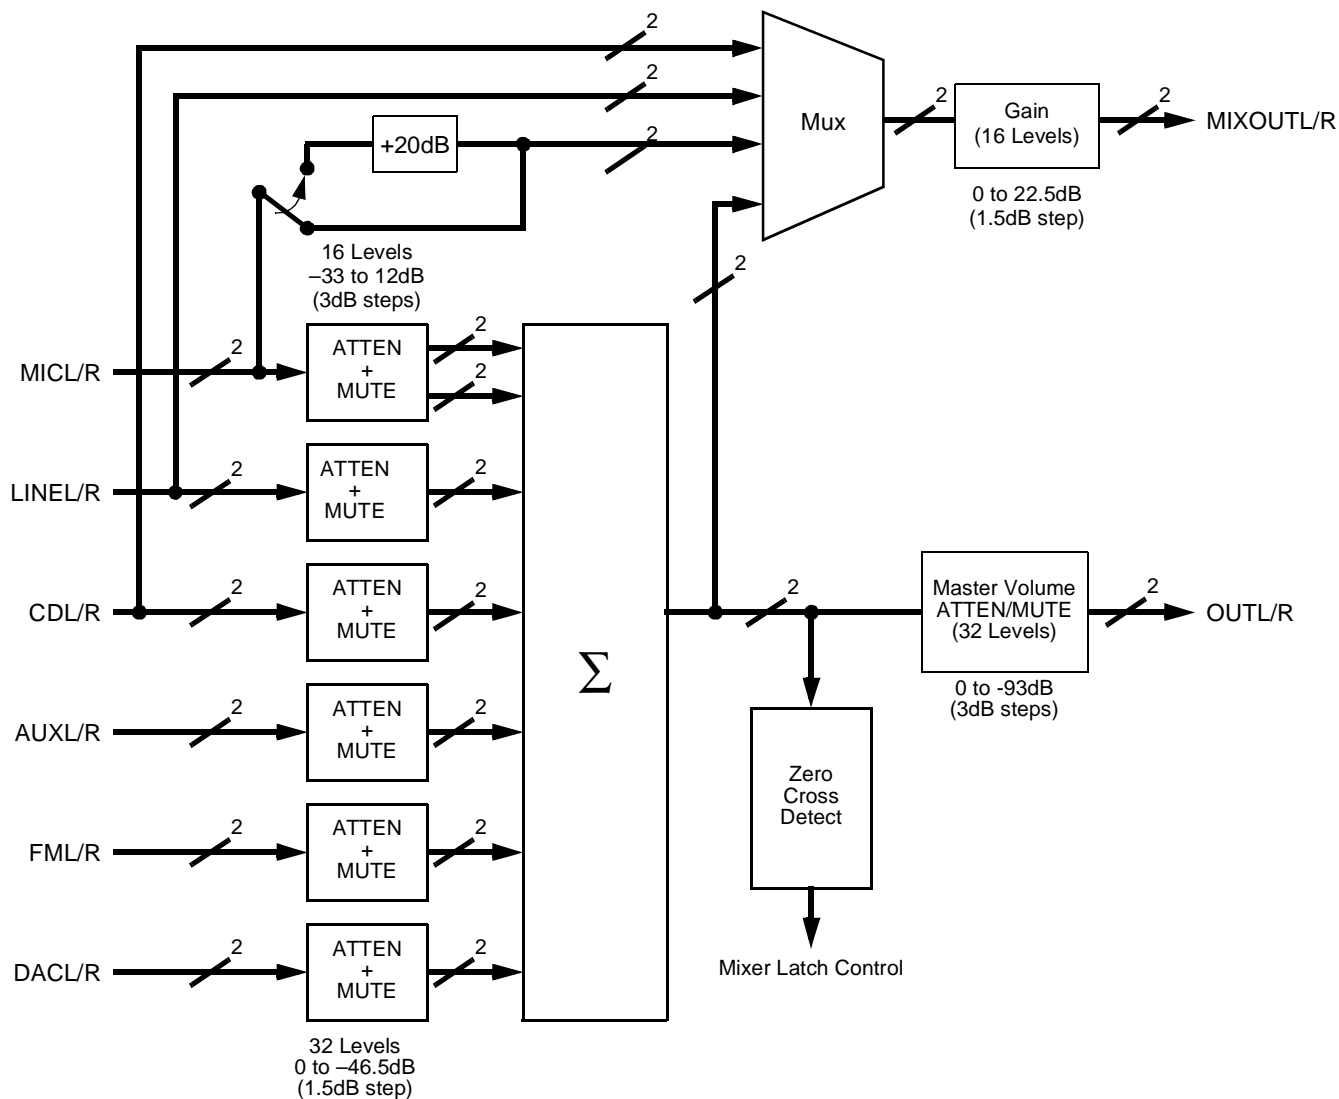 2
2
2
2
Gain
(16 Levels)
2
MIXOUTL/R
Mux
+20dB
0 to 22.5dB
(1.5dB step)
16 Levels
–33 to 12dB
(3dB steps)
2
MICL/R
2
ATTEN
+
MUTE
2
2
LINEL/R
2
ATTEN
+
MUTE
2
CDL/R
2
ATTEN
+
MUTE
2
Σ
2
Master Volume
ATTEN/MUTE
(32 Levels)
2
OUTL/R
0 to -93dB
(3dB steps)
AUXL/R
2
ATTEN
+
MUTE
2
Zero
Cross
Detect
FML/R
2
ATTEN
+
MUTE
2
DACL/R
2
ATTEN
+
MUTE
2
Mixer Latch Control
32 Levels
0 to –46.5dB
(1.5dB step)